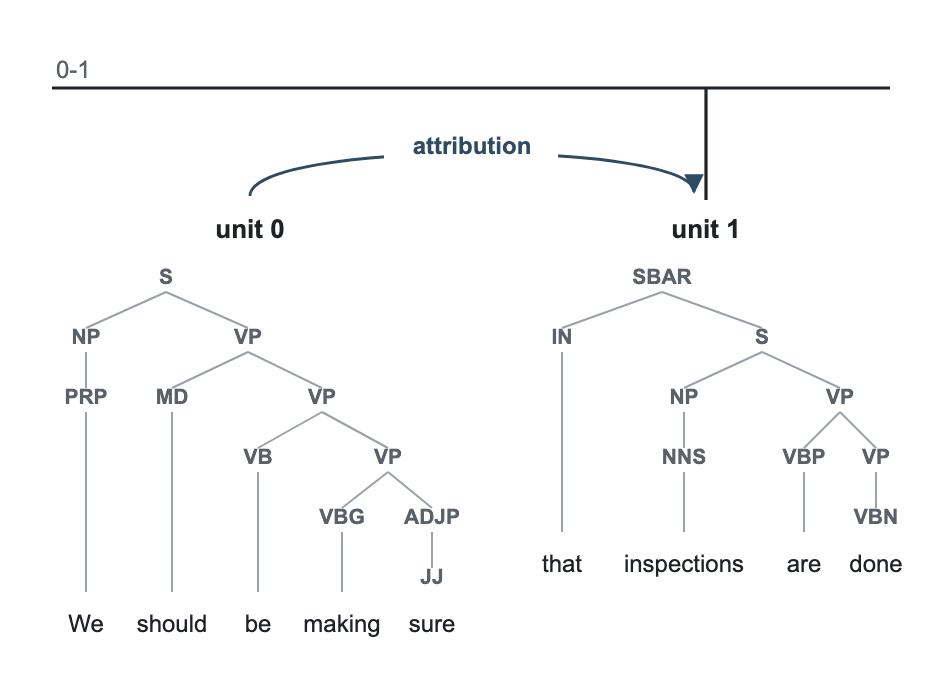 0-1
attribution
unit 0 unit 1
S SBAR
NP VP IN S
PRP MD VP NP VP
VB VP NNS VBP VP
VBG ADJP VBN
that inspections are done
JJ
We should be making sure